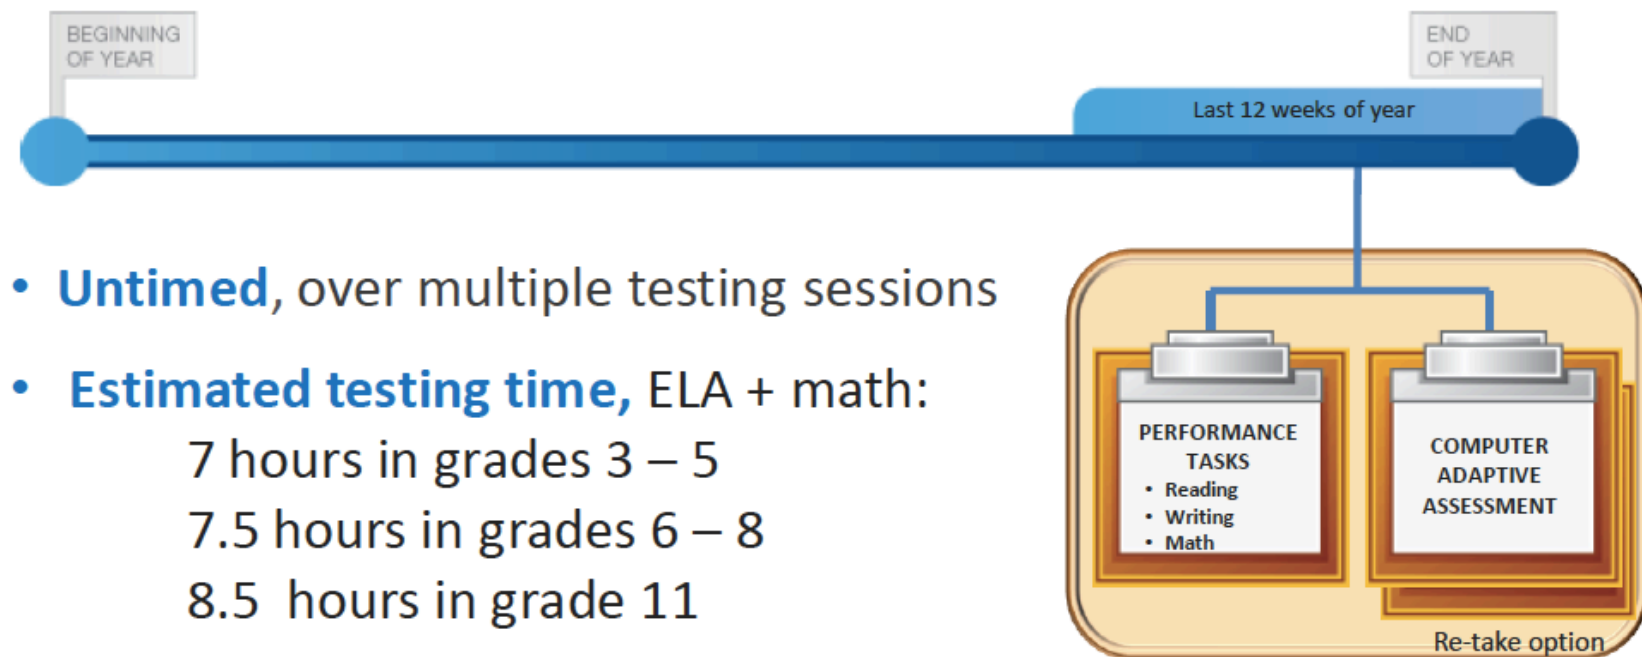 BEGINNING
OF YEAR
END
OF YEAR
Last 12 weeks of year
• Untimed, over multiple testing sessions
• Estimated testing time, ELA + math:
7 hours in grades 3 – 5
7.5 hours in grades 6 – 8
8.5 hours in grade 11
PERFORMANCE
TASKS
• Reading
• Writing
• Math
COMPUTER
ADAPTIVE
ASSESSMENT
Re-take option